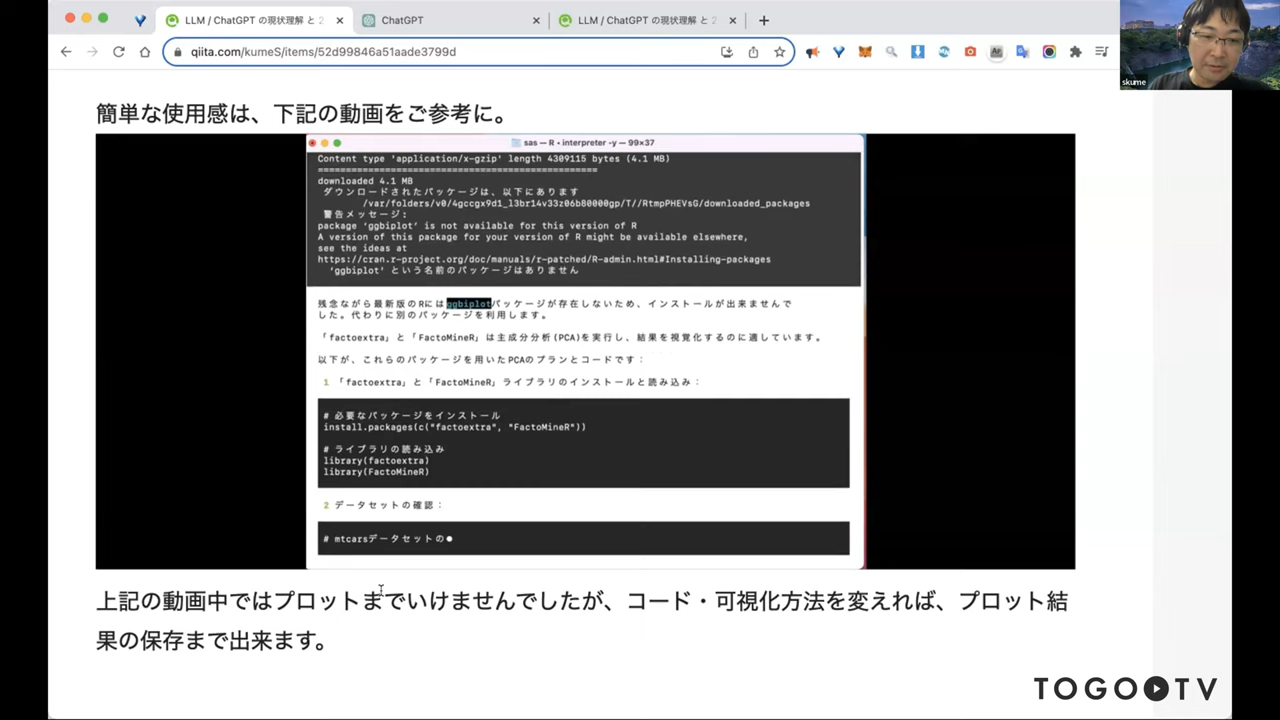 LLM / ChatGPT の現状理解 と 2
ChatGPT
LLM / ChatGPT の現状理解 と 2
qiita.com/kumeS/items/52d99846a51aade3799d
skume
簡単な使用感は、下記の動画をご参考に。
sas — R • interpreter -y — 99×37
Content type 'application/x-gzip' length 4309115 bytes (4.1 MB)
==================================================
downloaded 4.1 MB
ダウンロードされたパッケージは、以下にあります
/var/folders/v0/4gccgx9d1_l3br14v33z06b80000gp/T//RtmpPHEVsG/downloaded_packages
警告メッセージ:
package 'ggbiplot' is not available for this version of R
A version of this package for your version of R might be available elsewhere,
see the ideas at
https://cran.r-project.org/doc/manuals/r-patched/R-admin.html#Installing-packages
'ggbiplot' という名前のパッケージはありません
残念ながら最新版のRにはggbiplotパッケージが存在しないため、インストールが出来ませんで
した。代わりに別のパッケージを利用します。
「factoextra」と「FactoMineR」は主成分分析(PCA)を実行し、結果を視覚化するのに適しています。
以下が、これらのパッケージを用いたPCAのプランとコードです：
1 「factoextra」と「FactoMineR」ライブラリのインストールと読み込み：
# 必要なパッケージをインストール
install.packages(c("factoextra", "FactoMineR"))
# ライブラリの読み込み
library(factoextra)
library(FactoMineR)
2 データセットの確認：
# mtcarsデータセットの●
上記の動画中ではプロットまでいけませんでしたが、コード・可視化方法を変えれば、プロット結
果の保存まで出来ます。
TOGO TV